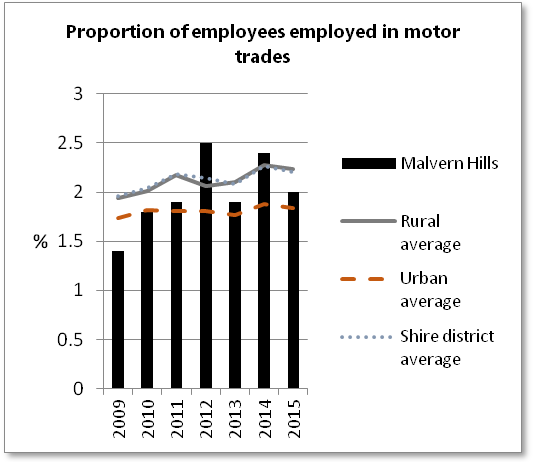 Proportion of employees employed in motor
trades
3
2.5
2
1.5
1
0.5
0
%
2009
2010
2011
2012
2013
2014
2015
Malvern Hills
Rural
average
Urban
average
Shire district
average